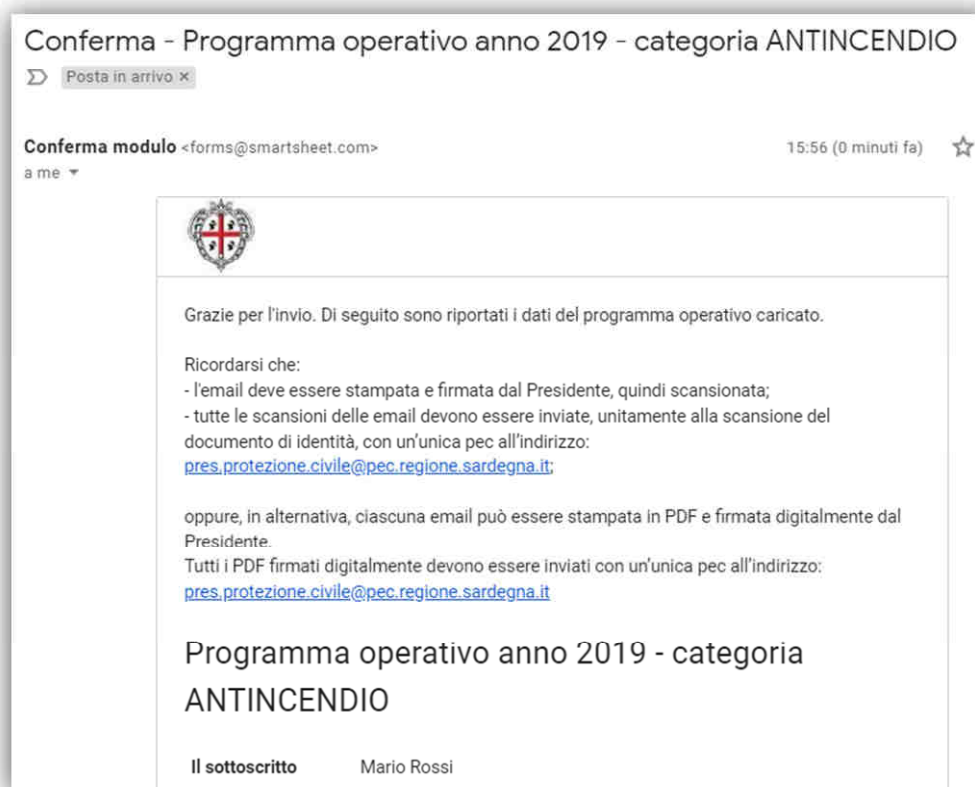 Conferma - Programma operativo anno 2019 - categoria ANTINCENDIO
Posta in arrivo ×
Conferma modulo <forms@smartsheet.com> 15:56 (0 minuti fa)
a me
Grazie per l'invio. Di seguito sono riportati i dati del programma operativo caricato.
Ricordarsi che:
- l'email deve essere stampata e firmata dal Presidente, quindi scansionata;
- tutte le scansioni delle email devono essere inviate, unitamente alla scansione del
documento di identità, con un'unica pec all'indirizzo:
pres.protezione.civile@pec.regione.sardegna.it;
oppure, in alternativa, ciascuna email può essere stampata in PDF e firmata digitalmente dal
Presidente.
Tutti i PDF firmati digitalmente devono essere inviati con un'unica pec all'indirizzo:
pres.protezione.civile@pec.regione.sardegna.it
Programma operativo anno 2019 - categoria
ANTINCENDIO
Il sottoscritto Mario Rossi